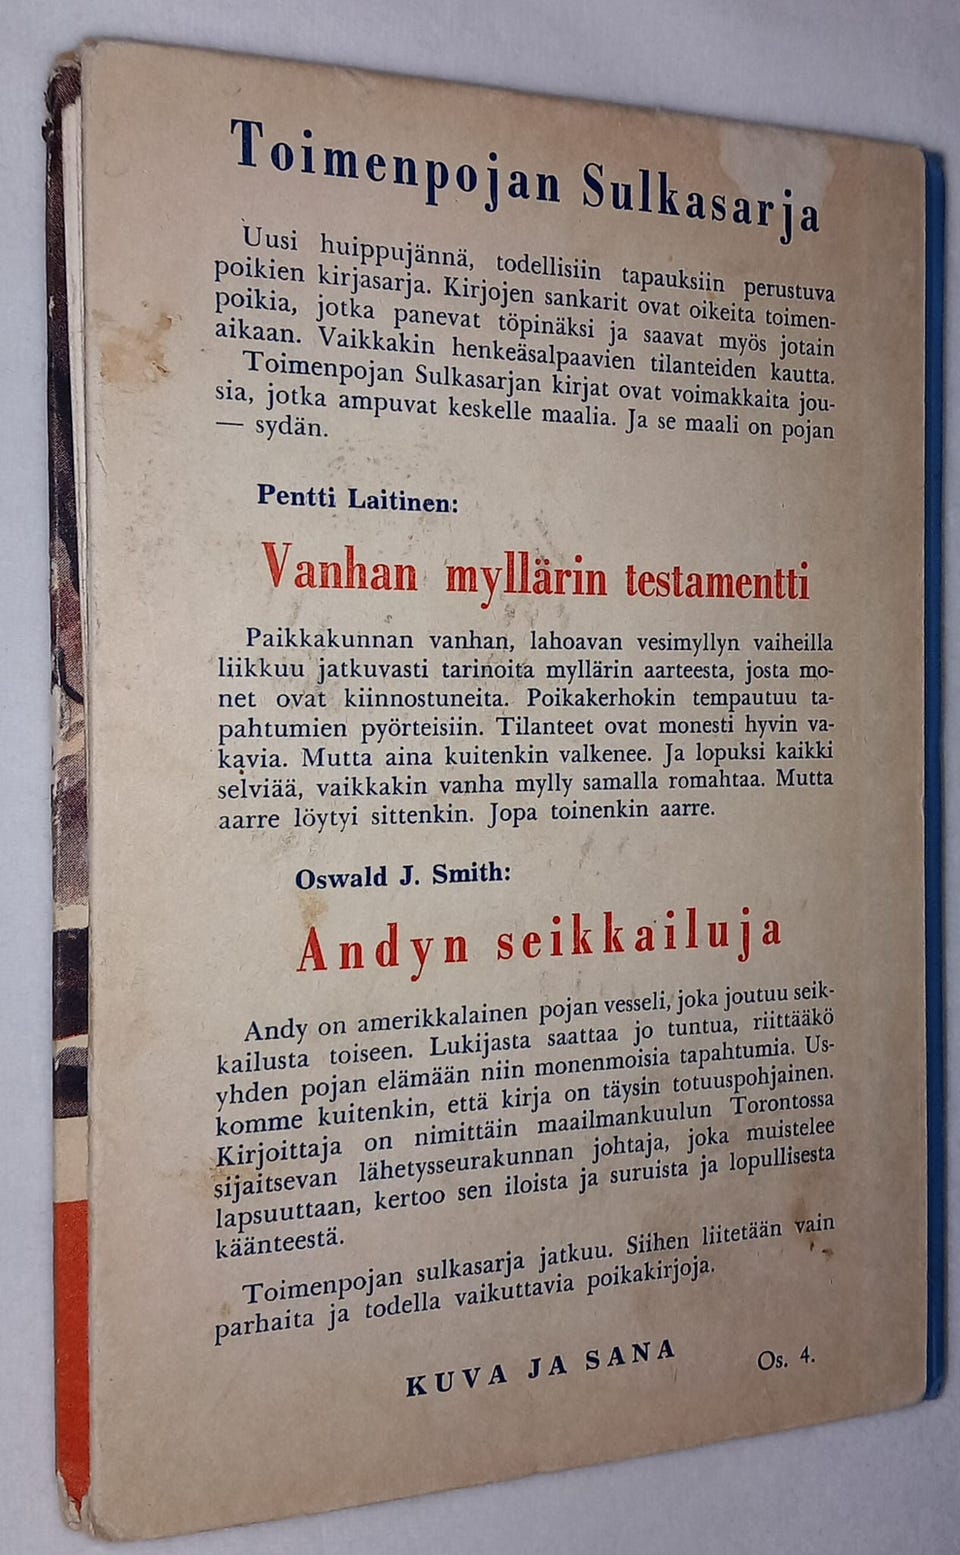 Toimenpojan Sulkasarja
Uusi huippujännä, todellisiin tapauksiin perustuva
poikien kirjasarja. Kirjojen sankarit ovat oikeita toimen-
poikia, jotka panevat töpinäksi ja saavat myös jotain
aikaan. Vaikkakin henkeäsalpaavien tilanteiden kautta.
Toimenpojan Sulkasarjan kirjat ovat voimakkaita jou-
sia, jotka ampuvat keskelle maalia. Ja se maali on pojan
— sydän.
Pentti Laitinen:
Vanhan myllärin testamentti
Paikkakunnan vanhan, lahoavan vesimyllyn vaiheilla
liikkuu jatkuvasti tarinoita myllärin aarteesta, josta mo-
net ovat kiinnostuneita. Poikakerhokin tempautuu ta-
pahtumien pyörteisiin. Tilanteet ovat monesti hyvin va-
kavia. Mutta aina kuitenkin valkenee. Ja lopuksi kaikki
selviää, vaikkakin vanha mylly samalla romahtaa. Mutta
aarre löytyi sittenkin. Jopa toinenkin aarre.
Oswald J. Smith:
Andyn seikkailuja
Andy on amerikkalainen pojan vesseli, joka joutuu seik-
kailusta toiseen. Lukijasta saattaa jo tuntua, riittääkö
yhden pojan elämään niin monenmoisia tapahtumia. Us-
komme kuitenkin, että kirja on täysin totuuspohjainen.
Kirjoittaja on nimittäin maailmankuulun Torontossa
sijaitsevan lähetysseurakunnan johtaja, joka muistelee
lapsuuttaan, kertoo sen iloista ja suruista ja lopullisesta
käänteestä.
Toimenpojan sulkasarja jatkuu. Siihen liitetään vain
parhaita ja todella vaikuttavia poikakirjoja.
KUVA JA SANA
Os. 4.